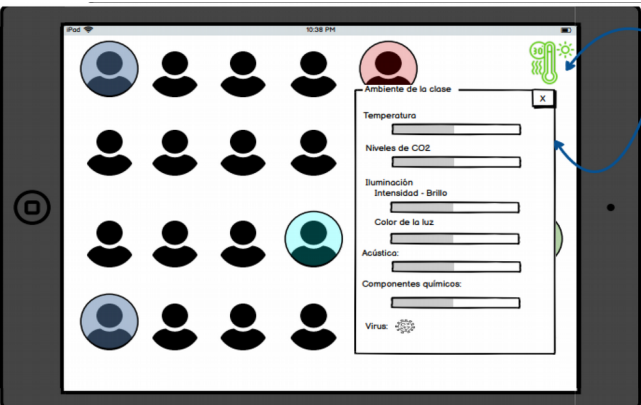 iPad 10:38 PM
30
Ambiente de la clase
X
Temperatura
Niveles de CO2
Iluminación
Intensidad - Brillo
Color de la luz
Acústica:
Componentes químicos:
Virus: